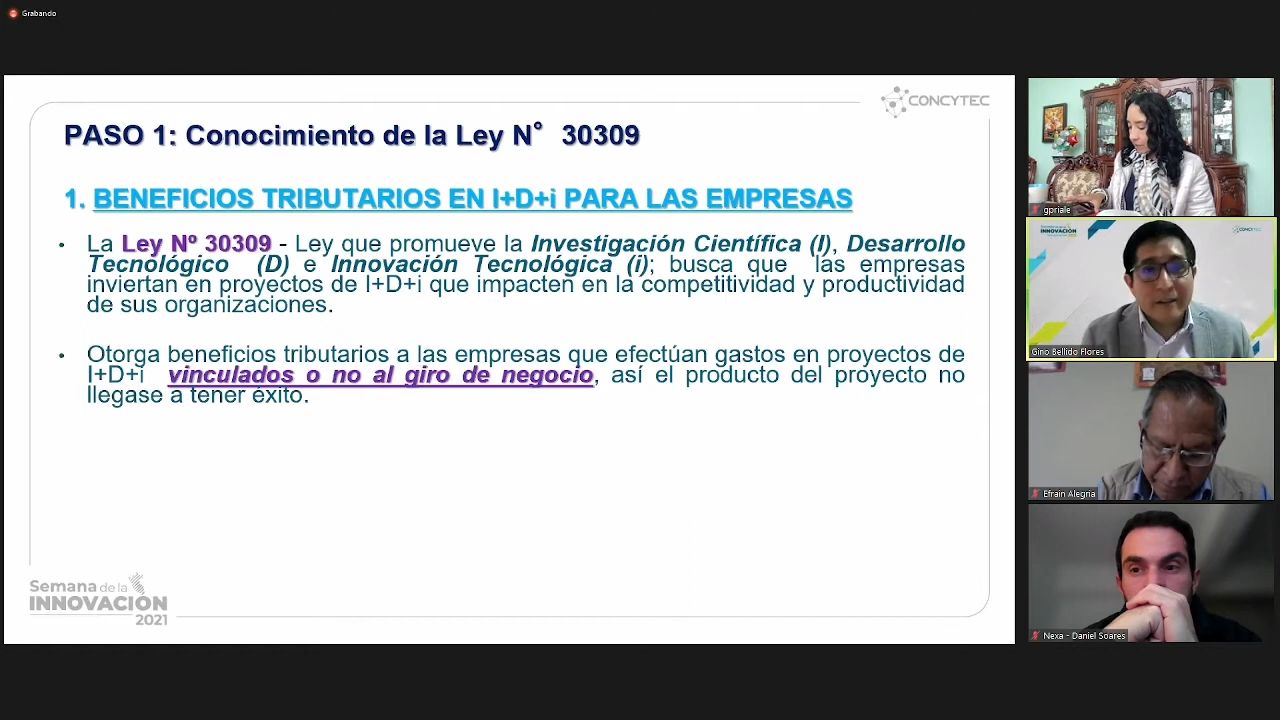 Grabando
CONCYTEC
PASO 1: Conocimiento de la Ley N° 30309
1. BENEFICIOS TRIBUTARIOS EN I+D+i PARA LAS EMPRESAS
• La Ley Nº 30309 - Ley que promueve la Investigación Científica (I), Desarrollo
Tecnológico (D) e Innovación Tecnológica (i); busca que las empresas
inviertan en proyectos de I+D+i que impacten en la competitividad y productividad
de sus organizaciones.
• Otorga beneficios tributarios a las empresas que efectúan gastos en proyectos de
I+D+i vinculados o no al giro de negocio, así el producto del proyecto no
llegase a tener éxito.
Semana de la
INNOVACIÓN
2021
gpriale
INNOVACIÓN
CONCYTEC
Gino Bellido Flores
Efrain Alegria
Nexa - Daniel Soares